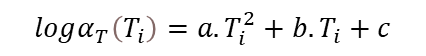 logα_T(T_i) = a.T_i^2 + b.T_i + c